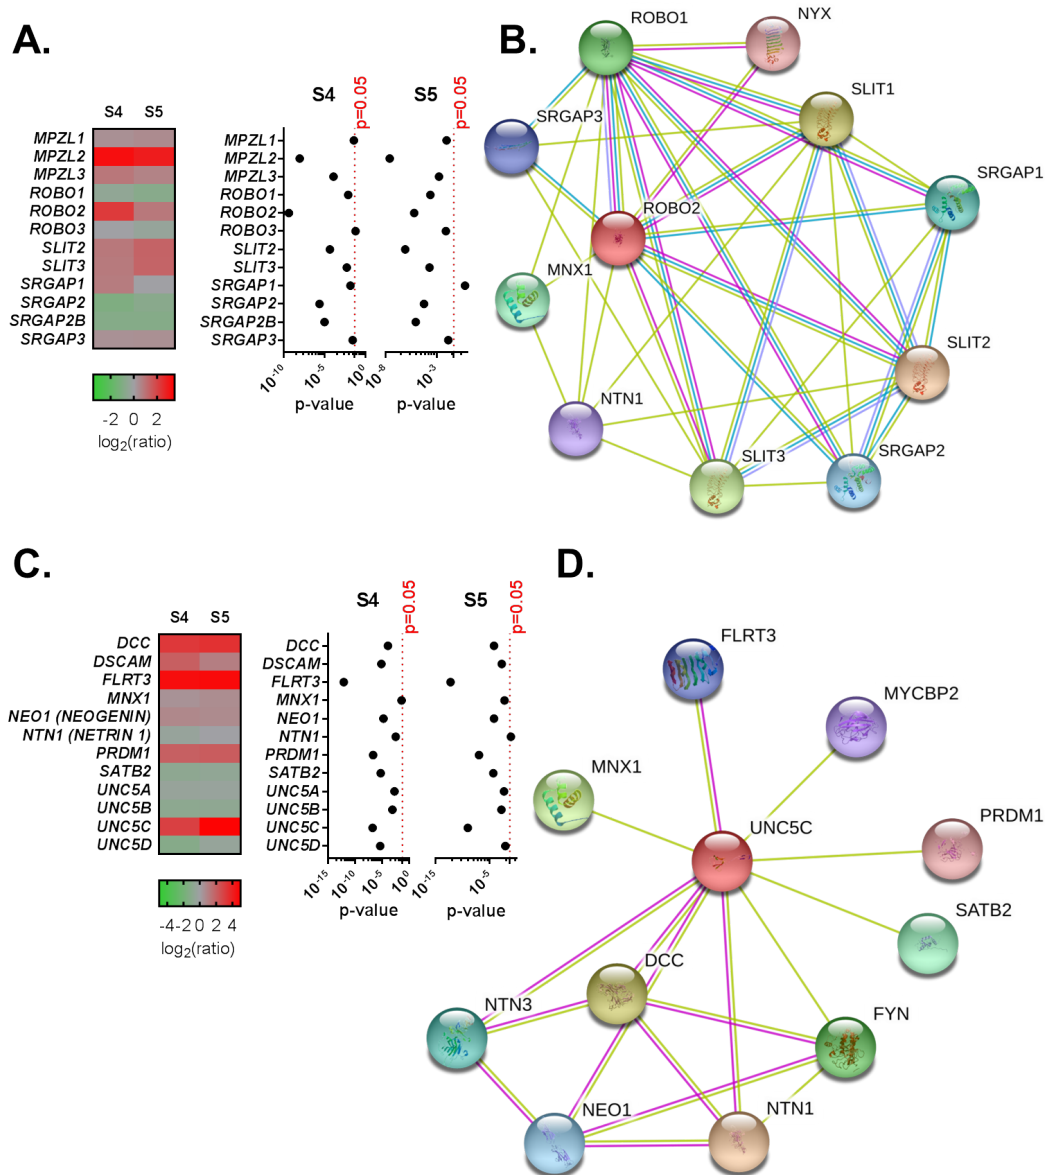 A.
S4 S5
MPZL1
MPZL2
MPZL3
ROBO1
ROBO2
ROBO3
SLIT2
SLIT3
SRGAP1
SRGAP2
SRGAP2B
SRGAP3
-2 0 2
log2(ratio)
S4 p=0.05 S5 p=0.05
MPZL1
MPZL2
MPZL3
ROBO1
ROBO2
ROBO3
SLIT2
SLIT3
SRGAP1
SRGAP2
SRGAP2B
SRGAP3
10-10 10-5 100 10-8 10-3
p-value p-value
B.
ROBO1
NYX
SLIT1
SRGAP3
SRGAP1
ROBO2
MNX1
SLIT2
NTN1
SLIT3
SRGAP2
C.
S4 S5
DCC
DSCAM
FLRT3
MNX1
NEO1 (NEOGENIN)
NTN1 (NETRIN 1)
PRDM1
SATB2
UNC5A
UNC5B
UNC5C
UNC5D
-4 -2 0 2 4
log2(ratio)
S4 p=0.05 S5 p=0.05
DCC
DSCAM
FLRT3
MNX1
NEO1
NTN1
PRDM1
SATB2
UNC5A
UNC5B
UNC5C
UNC5D
10-15 10-10 10-5 100 10-15 10-5
p-value p-value
D.
FLRT3
MYCBP2
MNX1
UNC5C
PRDM1
SATB2
DCC
NTN3
FYN
NEO1
NTN1